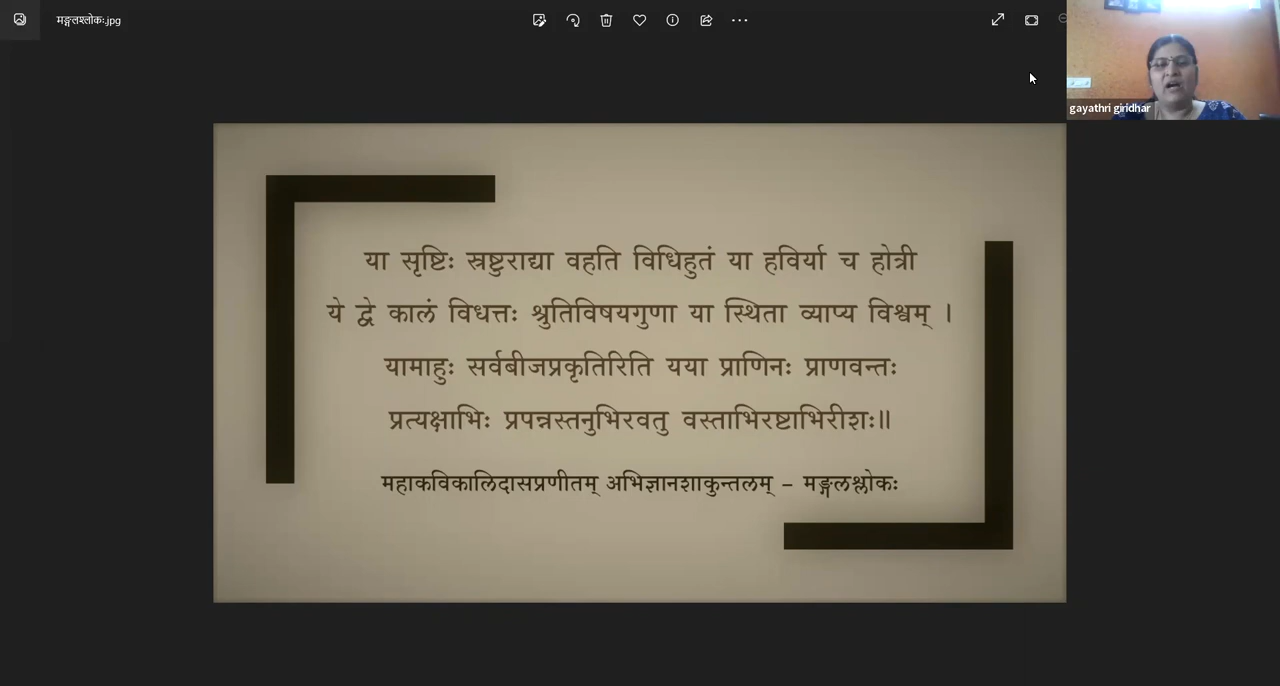 मङ्गलश्लोकः.jpg
gayathri giridhar
या सृष्टिः स्रष्टुराद्या वहति विधिहुतं या हविर्या च होत्री
ये द्वे कालं विधत्तः श्रुतिविषयगुणा या स्थिता व्याप्य विश्वम् ।
यामाहुः सर्वबीजप्रकृतिरिति यया प्राणिनः प्राणवन्तः
प्रत्यक्षाभिः प्रपन्नस्तनुभिरवतु वस्ताभिरष्टाभिरीशः॥
महाकविकालिदासप्रणीतम् अभिज्ञानशाकुन्तलम् – मङ्गलश्लोकः